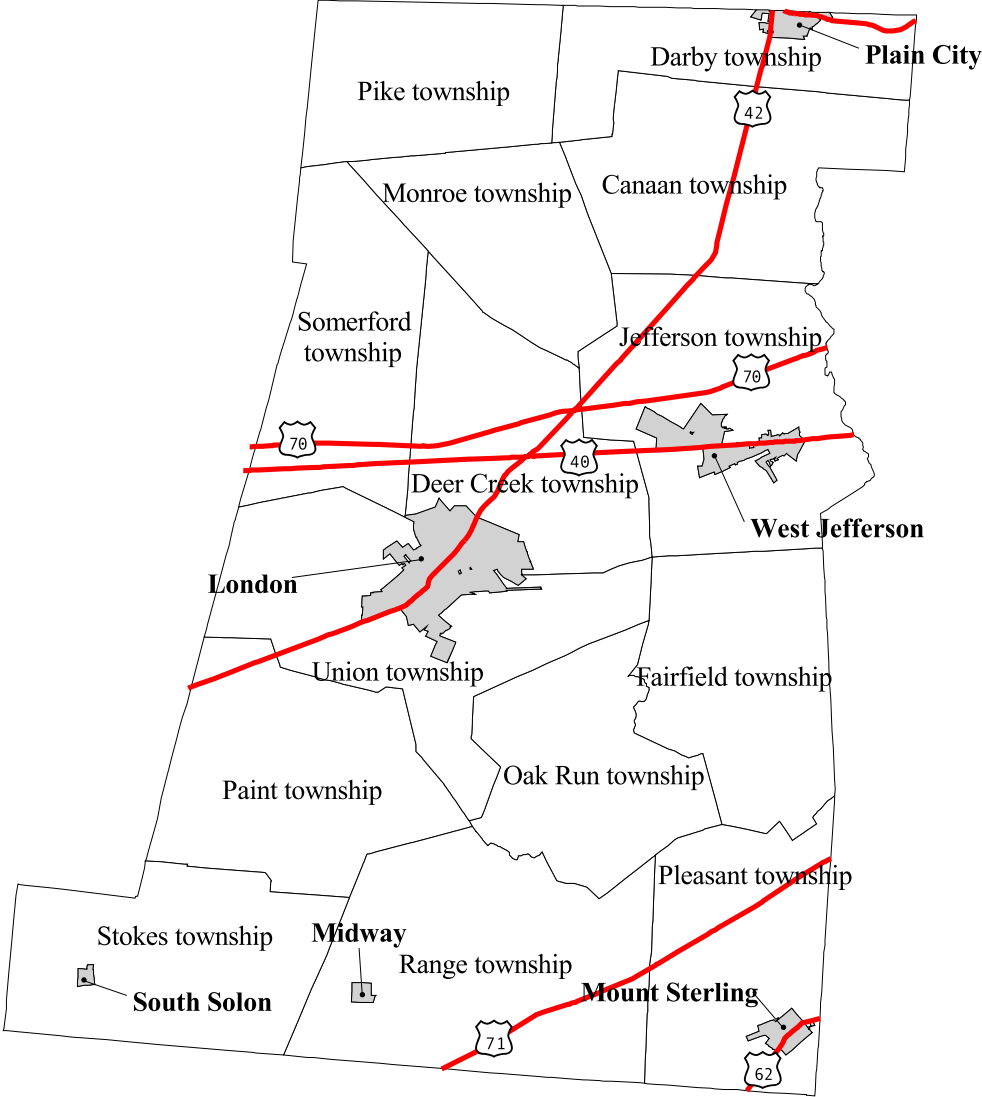 Darby township
Plain City
Pike township
42
Monroe township
Canaan township
Somerford
township
Jefferson township
70
70
40
Deer Creek township
West Jefferson
London
Union township
Fairfield township
Oak Run township
Paint township
Pleasant township
Stokes township
Midway
Range township
South Solon
Mount Sterling
71
62